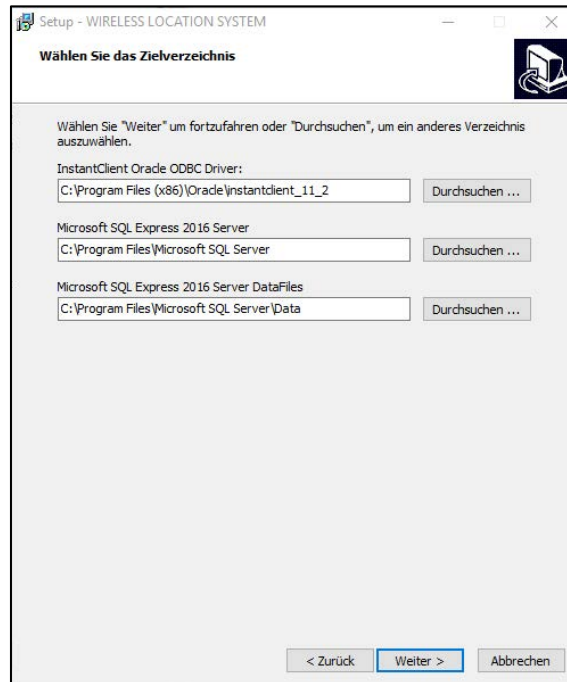 Setup - WIRELESS LOCATION SYSTEM
Wählen Sie das Zielverzeichnis
Wählen Sie "Weiter" um fortzufahren oder "Durchsuchen", um ein anderes Verzeichnis
auszuwählen.
InstantClient Oracle ODBC Driver:
C:\Program Files (x86)\Oracle\instantclient_11_2 Durchsuchen ...
Microsoft SQL Express 2016 Server
C:\Program Files\Microsoft SQL Server Durchsuchen ...
Microsoft SQL Express 2016 Server DataFiles
C:\Program Files\Microsoft SQL Server\Data Durchsuchen ...
< Zurück Weiter > Abbrechen